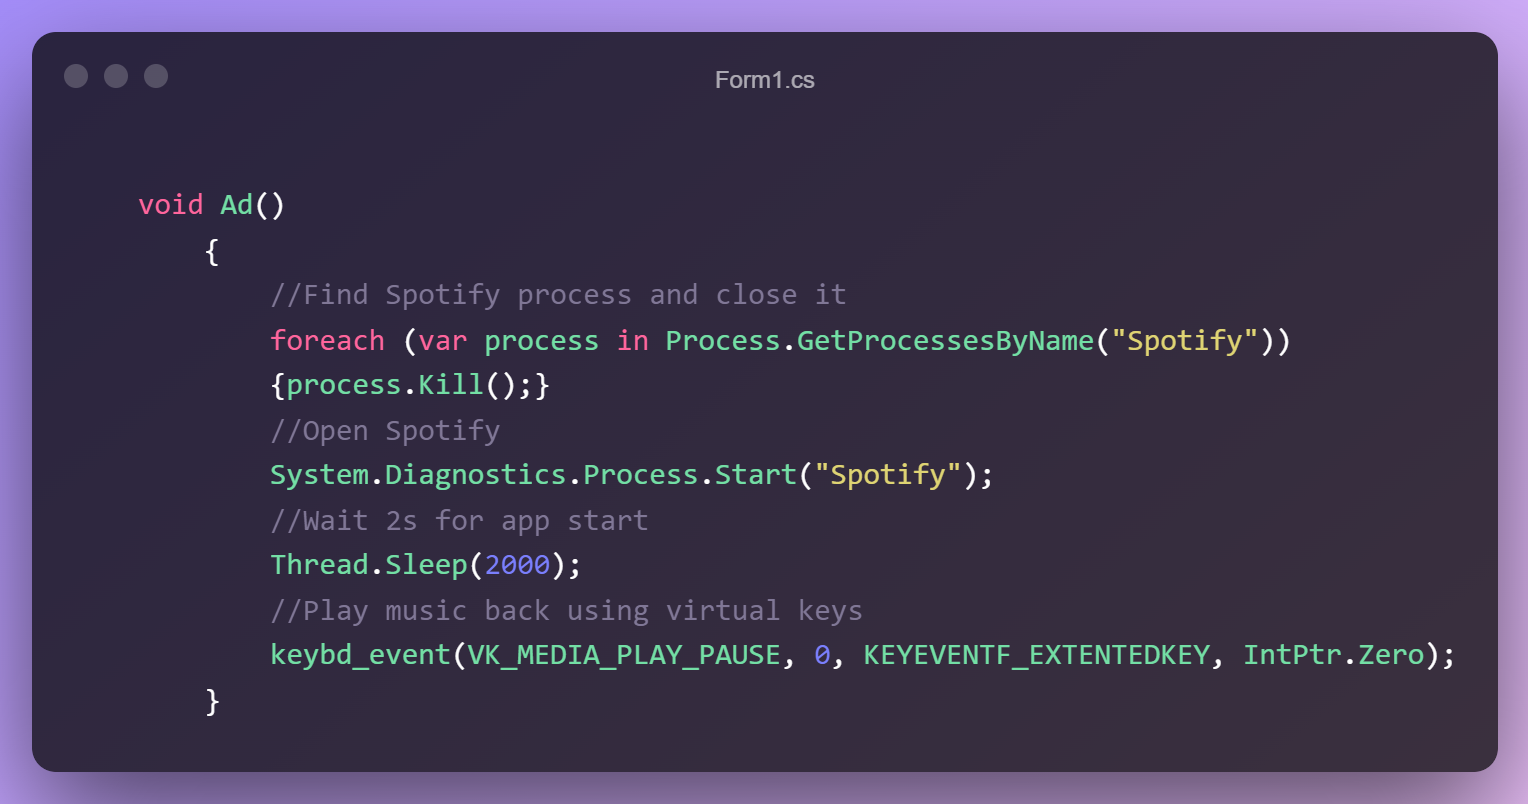 Form1.cs
void Ad()
{
//Find Spotify process and close it
foreach (var process in Process.GetProcessesByName("Spotify"))
{process.Kill();}
//Open Spotify
System.Diagnostics.Process.Start("Spotify");
//Wait 2s for app start
Thread.Sleep(2000);
//Play music back using virtual keys
keybd_event(VK_MEDIA_PLAY_PAUSE, 0, KEYEVENTF_EXTENTEDKEY, IntPtr.Zero);
}